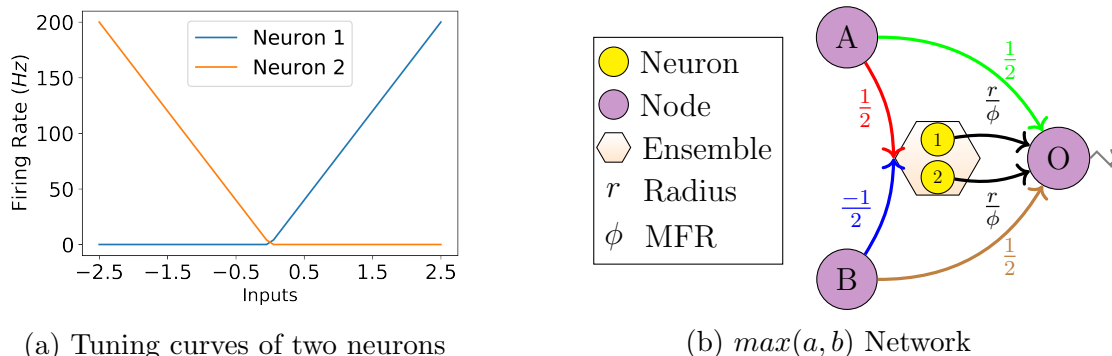 200
150
100
50
0
Firing Rate (Hz)
Neuron 1
Neuron 2
−2.5 −1.5 −0.5 0.5 1.5 2.5
Inputs
(a) Tuning curves of two neurons
Neuron
Node
Ensemble
r Radius
ϕ MFR
A
1/2
1/2
r/ϕ
1
2
O
r/ϕ
-1/2
1/2
B
(b) max(a, b) Network